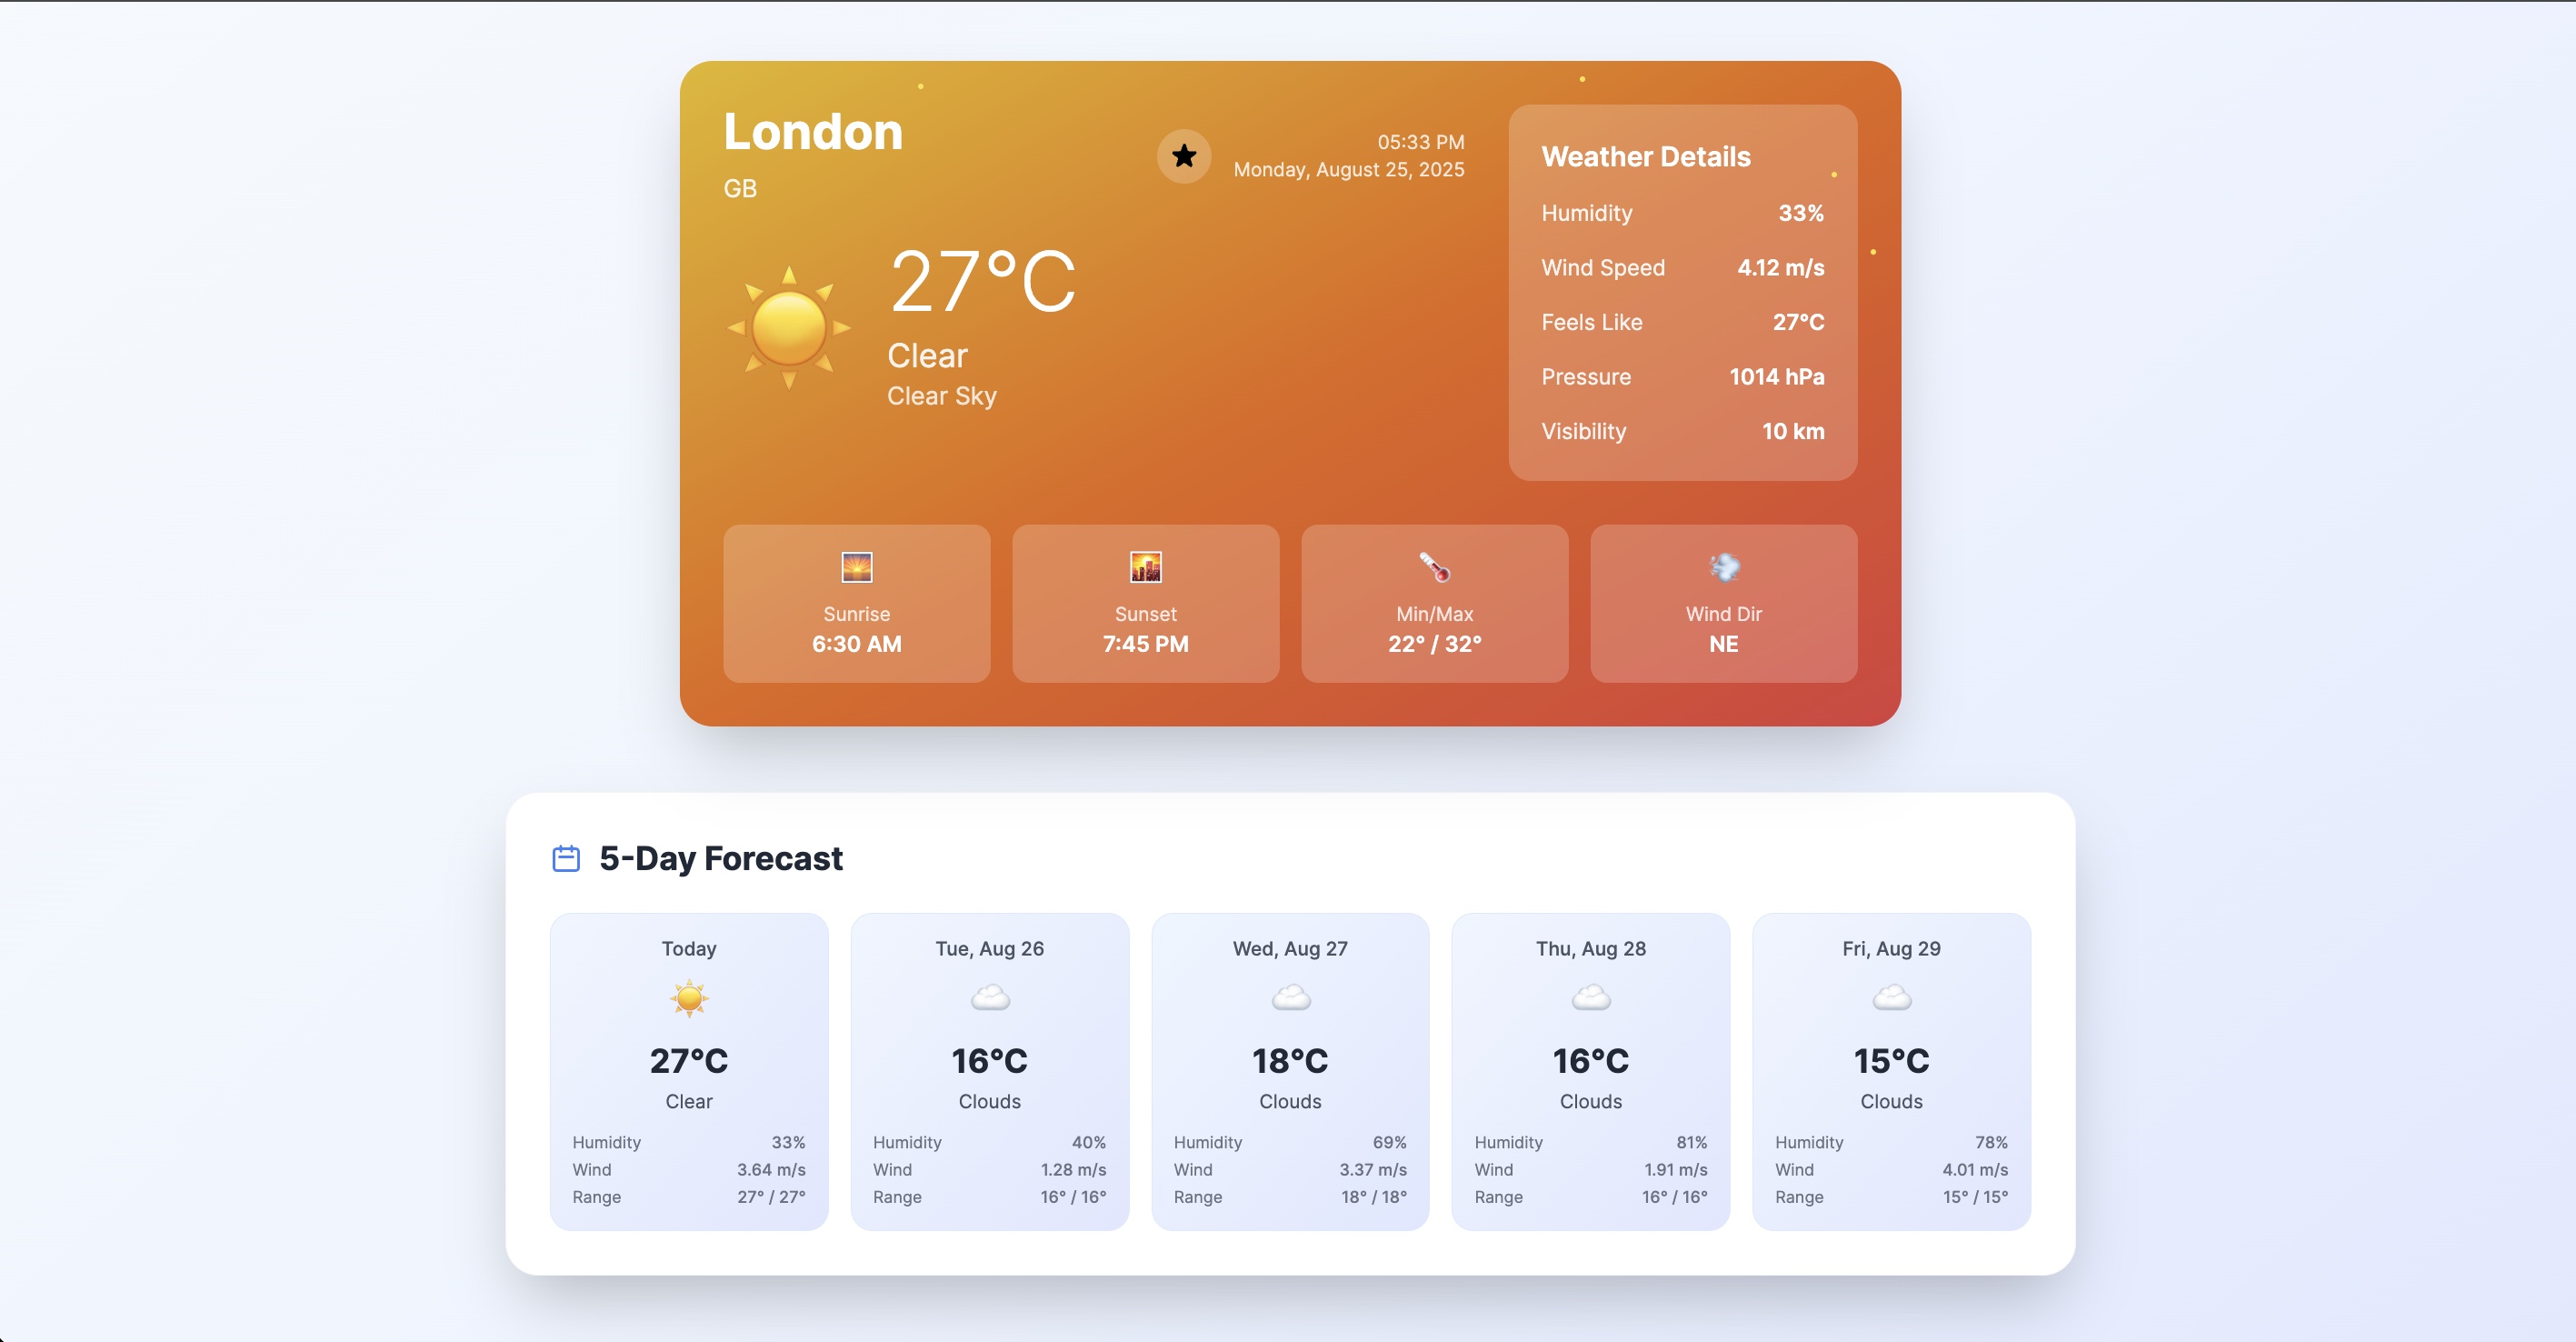 London
GB
05:33 PM
Monday, August 25, 2025
27°C
Clear
Clear Sky
Weather Details
Humidity 33%
Wind Speed 4.12 m/s
Feels Like 27°C
Pressure 1014 hPa
Visibility 10 km
Sunrise
6:30 AM
Sunset
7:45 PM
Min/Max
22° / 32°
Wind Dir
NE
5-Day Forecast
Today
27°C
Clear
Humidity 33%
Wind 3.64 m/s
Range 27° / 27°
Tue, Aug 26
16°C
Clouds
Humidity 40%
Wind 1.28 m/s
Range 16° / 16°
Wed, Aug 27
18°C
Clouds
Humidity 69%
Wind 3.37 m/s
Range 18° / 18°
Thu, Aug 28
16°C
Clouds
Humidity 81%
Wind 1.91 m/s
Range 16° / 16°
Fri, Aug 29
15°C
Clouds
Humidity 78%
Wind 4.01 m/s
Range 15° / 15°